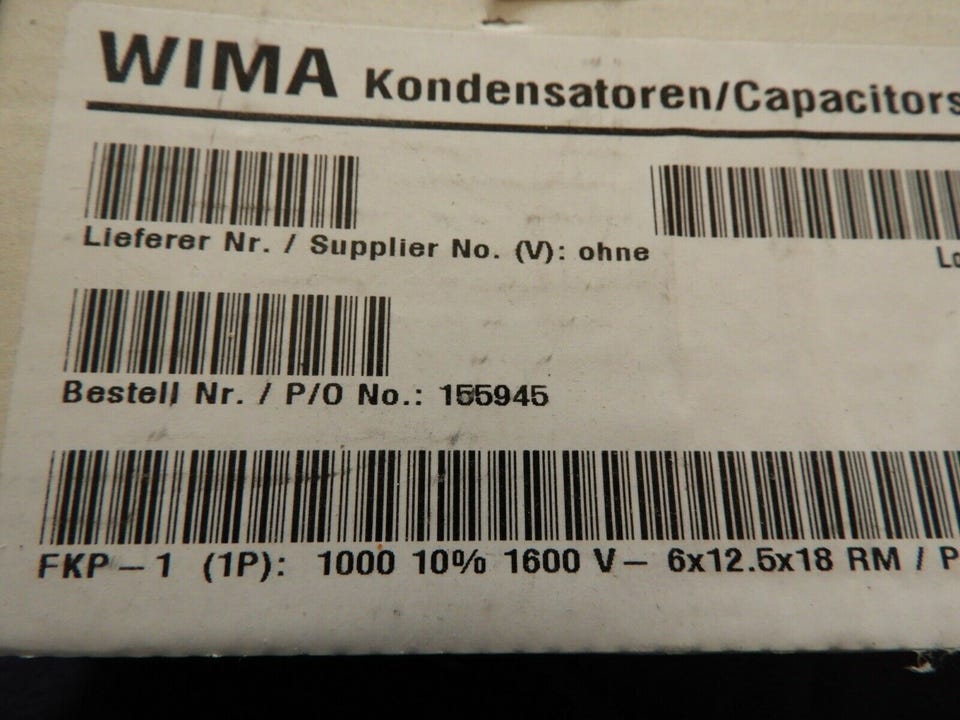 WIMA Kondensatoren/Capacitors
Lieferer Nr. / Supplier No. (V): ohne
Bestell Nr. / P/O No.: 155945
FKP – 1 (1P): 1000 10% 1600 V – 6x12.5x18 RM / P